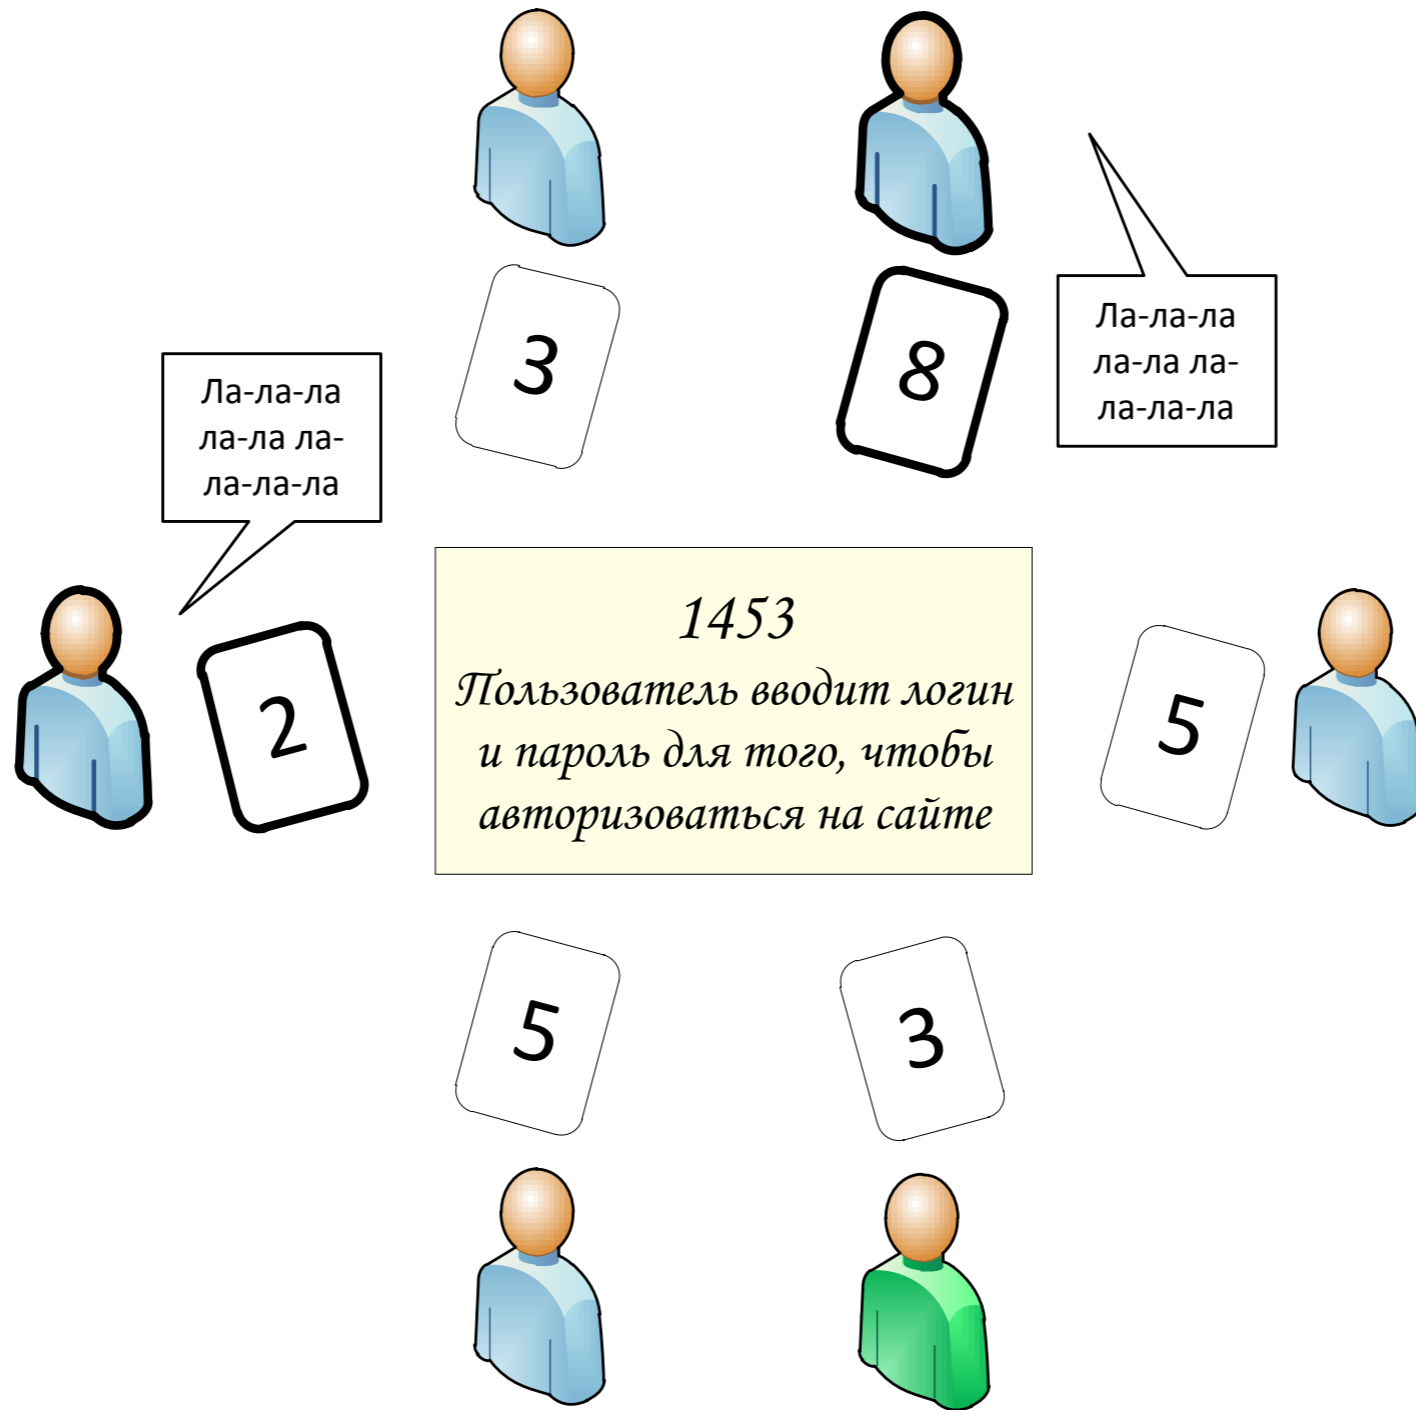 3
8
Ла-ла-ла
ла-ла ла-
ла-ла-ла
Ла-ла-ла
ла-ла ла-
ла-ла-ла
2
1453
Пользователь вводит логин
и пароль для того, чтобы
авторизоваться на сайте
5
5
3